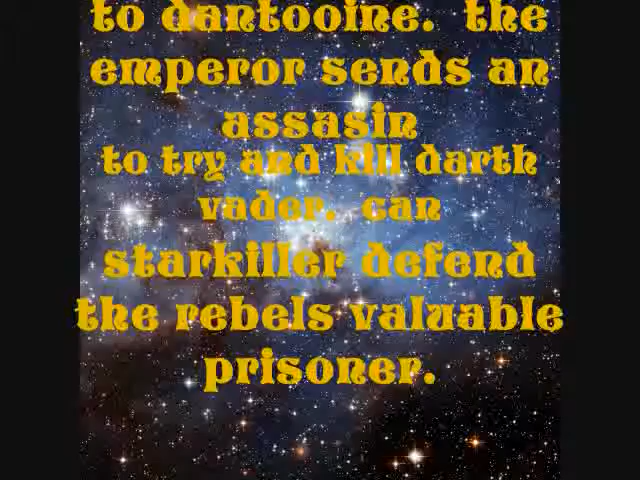 to dantooine. the
emperor sends an
assasin
to try and kill darth
vader. can
starkiller defend
the rebels valuable
prisoner.